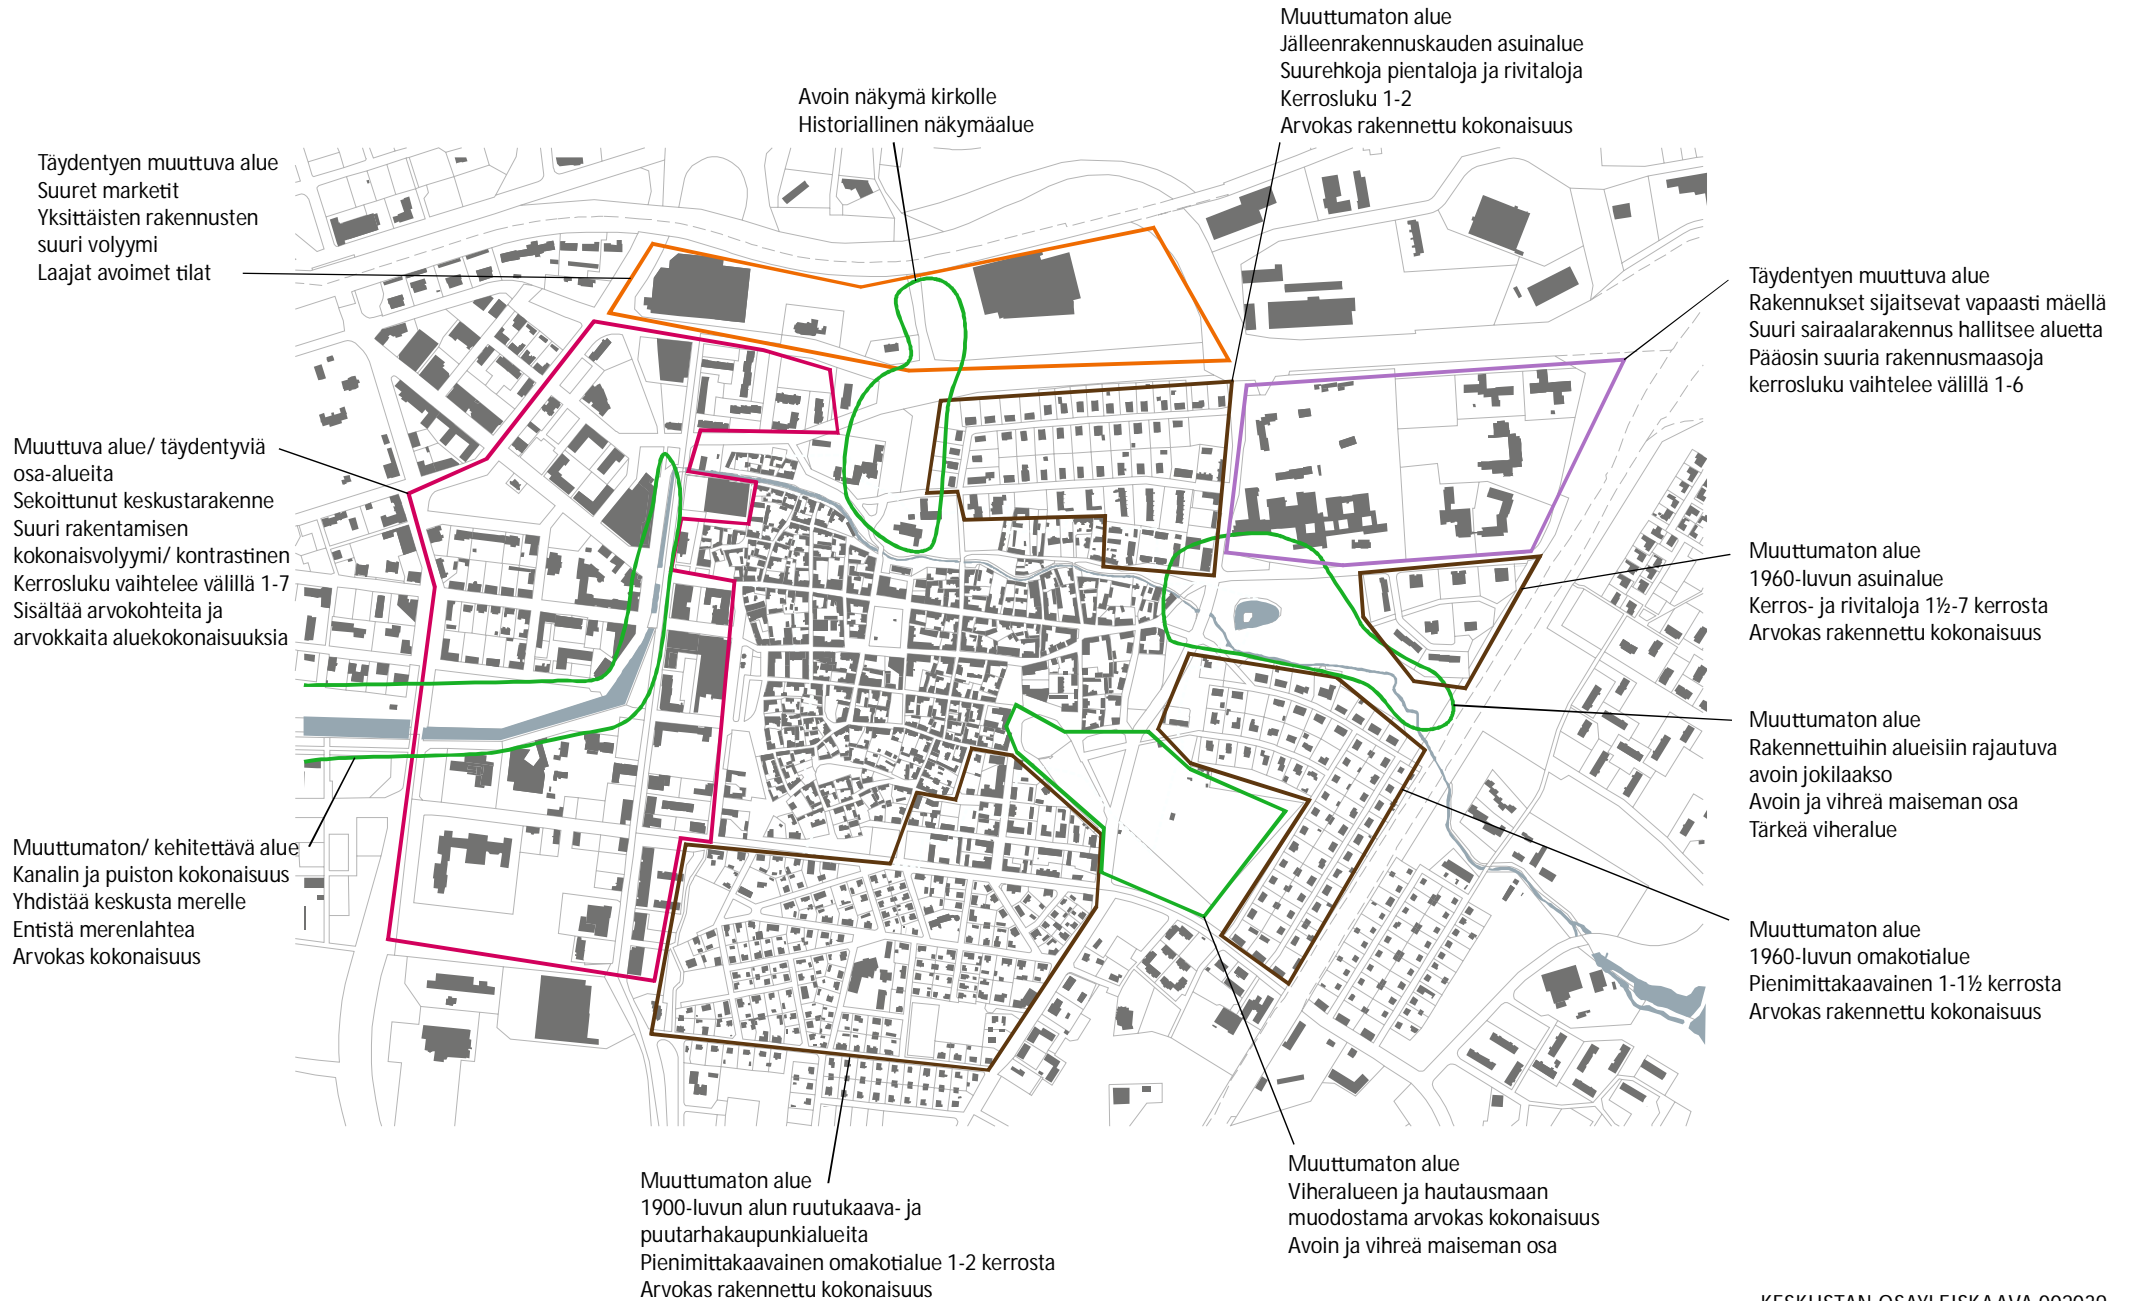 Muuttumaton alue
Jälleenrakennuskauden asuinalue
Suurehkoja pientaloja ja rivitaloja
Kerrosluku 1-2
Arvokas rakennettu kokonaisuus
Avoin näkymä kirkolle
Historiallinen näkymäalue
Täydentyen muuttuva alue
Suuret marketit
Yksittäisten rakennusten
suuri volyymi
Laajat avoimet tilat
Täydentyen muuttuva alue
Rakennukset sijaitsevat vapaasti mäellä
Suuri sairaalarakennus hallitsee aluetta
Pääosin suuria rakennusmaasoja
kerrosluku vaihtelee välillä 1-6
Muuttuva alue/ täydentyviä
osa-alueita
Sekoittunut keskustarakenne
Suuri rakentamisen
kokonaisvolyymi/ kontrastinen
Kerrosluku vaihtelee välillä 1-7
Sisältää arvokohteita ja
arvokkaita aluekokonaisuuksia
Muuttumaton alue
1960-luvun asuinalue
Kerros- ja rivitaloja 1½-7 kerrosta
Arvokas rakennettu kokonaisuus
Muuttumaton alue
Rakennettuihin alueisiin rajautuva
avoin jokilaakso
Avoin ja vihreä maiseman osa
Tärkeä viheralue
Muuttumaton/ kehitettävä alue
Kanalin ja puiston kokonaisuus
Yhdistää keskusta merelle
Entistä merenlahtea
Arvokas kokonaisuus
Muuttumaton alue
1960-luvun omakotialue
Pienimittakaavainen 1-1½ kerrosta
Arvokas rakennettu kokonaisuus
Muuttumaton alue
1900-luvun alun ruutukaava- ja
puutarhakaupunkialueita
Pienimittakaavainen omakotialue 1-2 kerrosta
Arvokas rakennettu kokonaisuus
Muuttumaton alue
Viheralueen ja hautausmaan
muodostama arvokas kokonaisuus
Avoin ja vihreä maiseman osa
KESKUSTAN OSAYLEISKAAVA